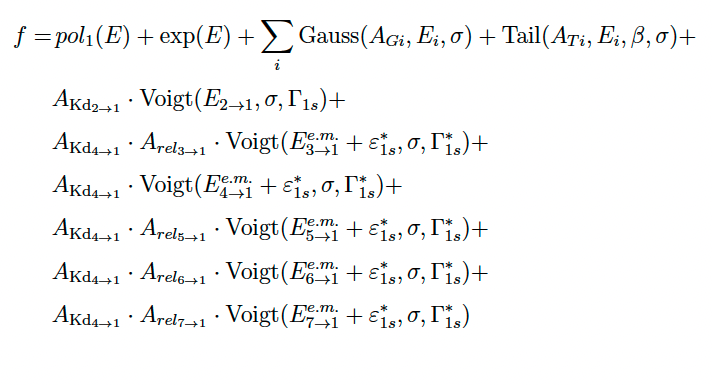 f = pol₁(E) + exp(E) + ∑ᵢ Gauss(A_{Gi}, E_i, σ) + Tail(A_{Ti}, E_i, β, σ)+
A_{Kd_{2→1}} · Voigt(E_{2→1}, σ, Γ_{1s})+
A_{Kd_{4→1}} · A_{rel_{3→1}} · Voigt(E^{e.m.}_{3→1} + ε*_{1s}, σ, Γ*_{1s})+
A_{Kd_{4→1}} · Voigt(E^{e.m.}_{4→1} + ε*_{1s}, σ, Γ*_{1s})+
A_{Kd_{4→1}} · A_{rel_{5→1}} · Voigt(E^{e.m.}_{5→1} + ε*_{1s}, σ, Γ*_{1s})+
A_{Kd_{4→1}} · A_{rel_{6→1}} · Voigt(E^{e.m.}_{6→1} + ε*_{1s}, σ, Γ*_{1s})+
A_{Kd_{4→1}} · A_{rel_{7→1}} · Voigt(E^{e.m.}_{7→1} + ε*_{1s}, σ, Γ*_{1s})